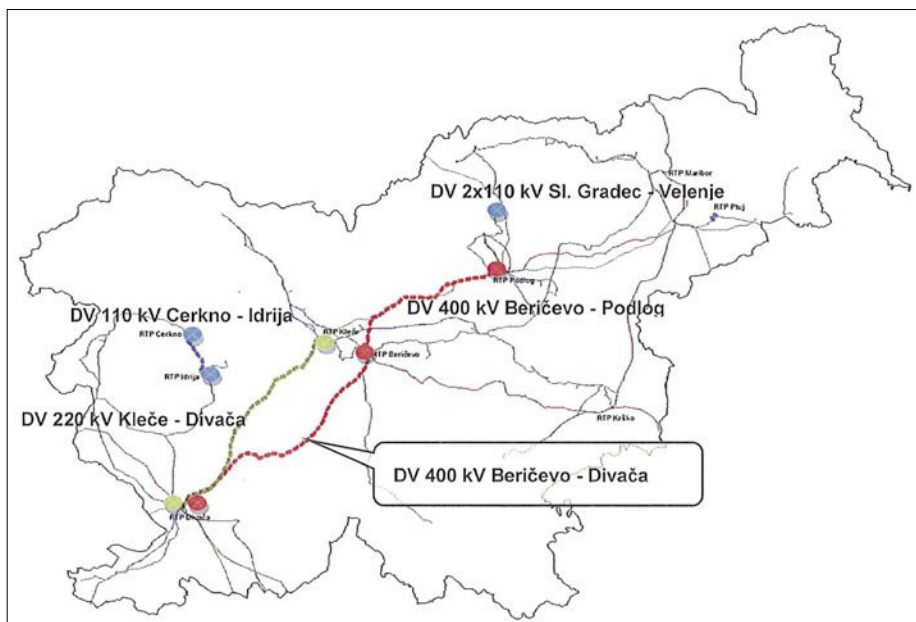 RTP Maribor
DV 2x110 kV Sl. Gradec - Velenje
RTP Ptuj
RTP Podlog
DV 110 kV Cerkno - Idrija
DV 400 kV Beričevo - Podlog
RTP Cerkno
RTP Kleče
RTP Beričevo
RTP Idrija
DV 220 kV Kleče - Divača
RTP Krško
DV 400 kV Beričevo - Divača
RTP Divača